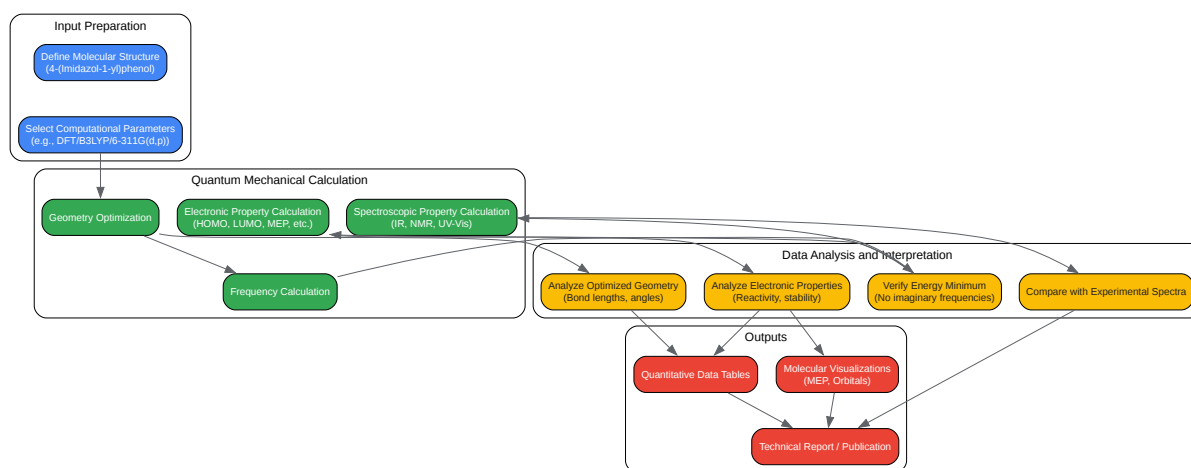 Input Preparation
Define Molecular Structure
(4-(Imidazol-1-yl)phenol)
Select Computational Parameters
(e.g., DFT/B3LYP/6-311G(d,p))
Quantum Mechanical Calculation
Geometry Optimization
Electronic Property Calculation
(HOMO, LUMO, MEP, etc.)
Spectroscopic Property Calculation
(IR, NMR, UV-Vis)
Frequency Calculation
Data Analysis and Interpretation
Analyze Optimized Geometry
(Bond lengths, angles)
Analyze Electronic Properties
(Reactivity, stability)
Verify Energy Minimum
(No imaginary frequencies)
Compare with Experimental Spectra
Outputs
Quantitative Data Tables
Molecular Visualizations
(MEP, Orbitals)
Technical Report / Publication